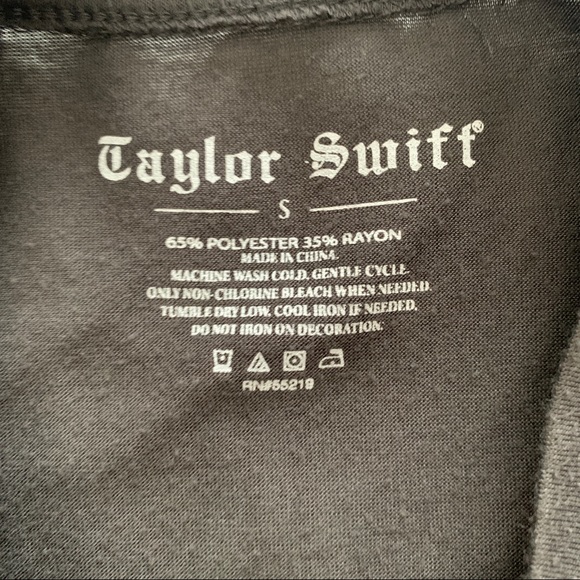 Taylor Swift®
S
65% POLYESTER 35% RAYON
MADE IN CHINA.
MACHINE WASH COLD, GENTLE CYCLE.
ONLY NON-CHLORINE BLEACH WHEN NEEDED.
TUMBLE DRY LOW, COOL IRON IF NEEDED.
DO NOT IRON ON DECORATION.
RN#55219